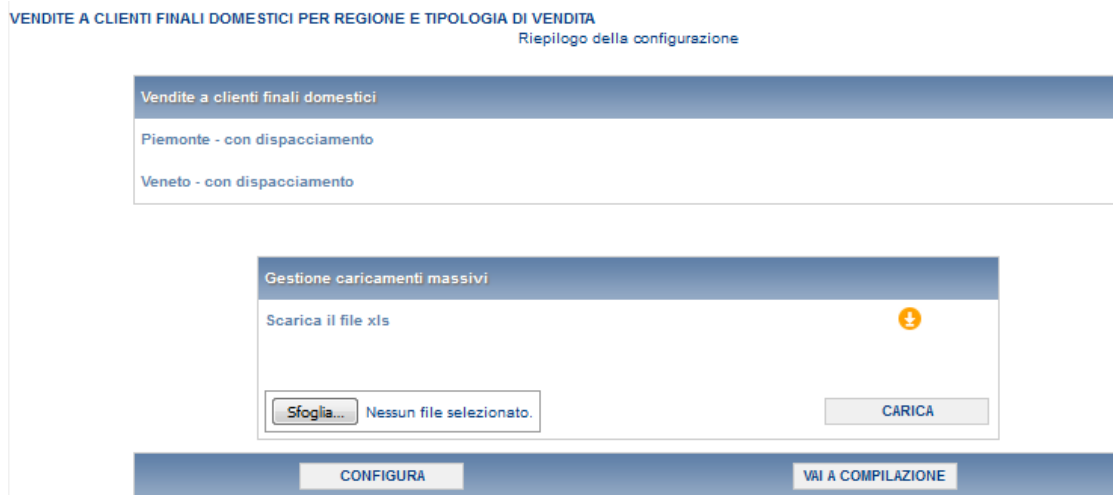 VENDITE A CLIENTI FINALI DOMESTICI PER REGIONE E TIPOLOGIA DI VENDITA
Riepilogo della configurazione
Vendite a clienti finali domestici
Piemonte - con dispacciamento
Veneto - con dispacciamento
Gestione caricamenti massivi
Scarica il file xls
Sfoglia... Nessun file selezionato. CARICA
CONFIGURA VAI A COMPILAZIONE